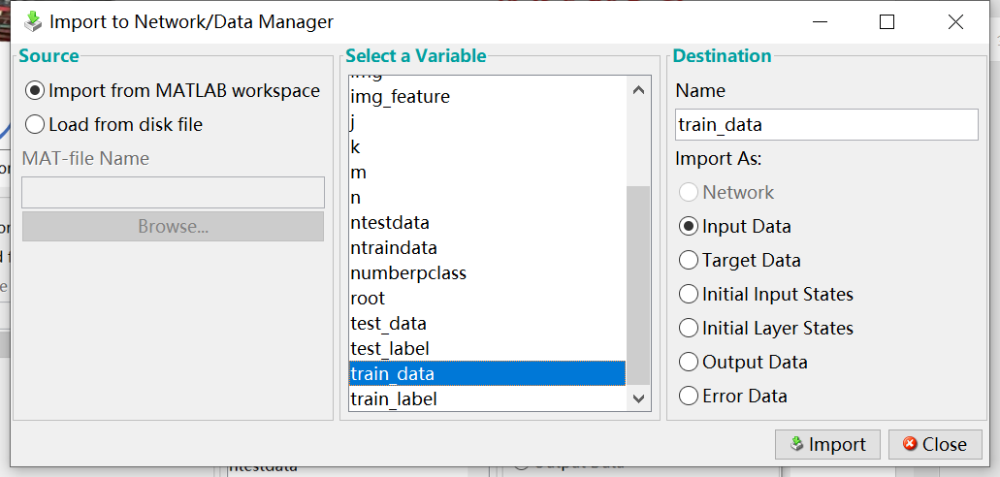 Import to Network/Data Manager
Source
Import from MATLAB workspace
Load from disk file
MAT-file Name
Browse...
Select a Variable
img_feature
j
k
m
n
ntestdata
ntraindata
numberpclass
root
test_data
test_label
train_data
train_label
Destination
Name
train_data
Import As:
Network
Input Data
Target Data
Initial Input States
Initial Layer States
Output Data
Error Data
Import
Close
ntestdata